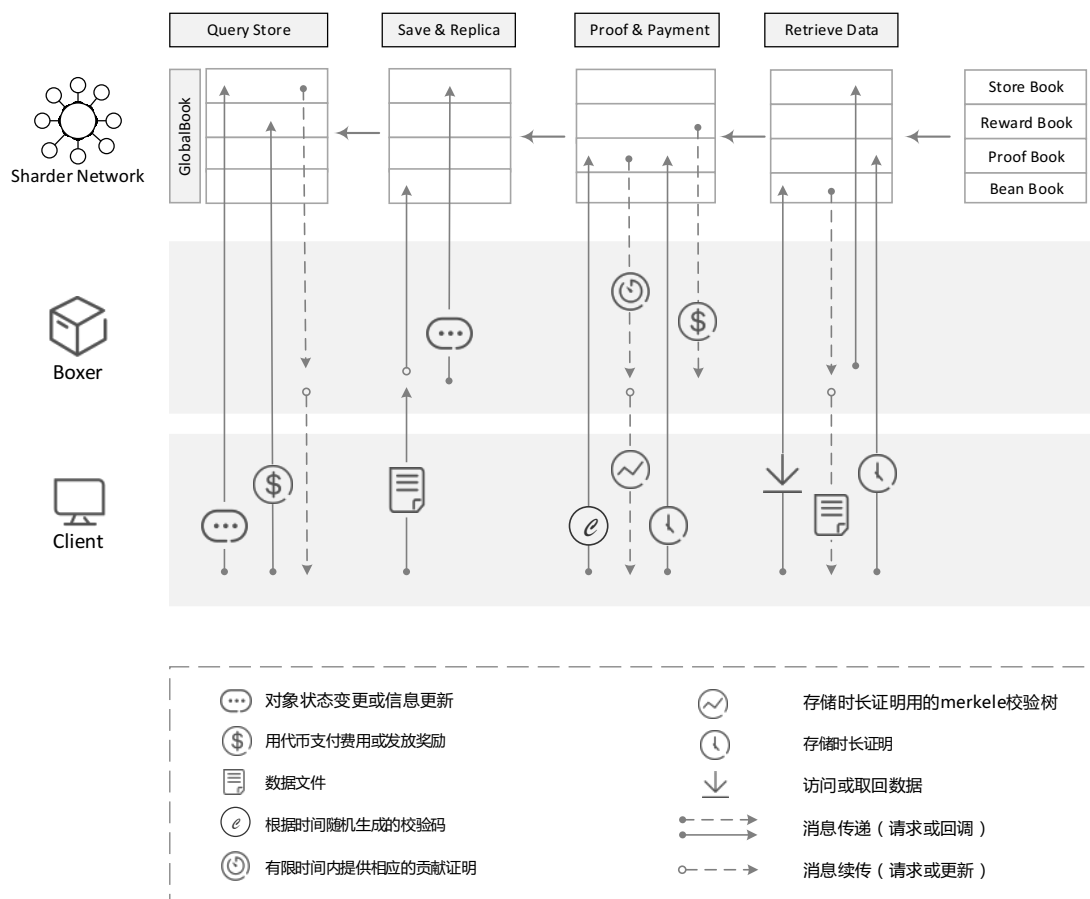 Query Store
Save & Replica
Proof & Payment
Retrieve Data
GlobalBook
Store Book
Reward Book
Proof Book
Bean Book
Sharder Network
$
Boxer
$
Client
C
对象状态变更或信息更新
存储时长证明用的merkele校验树
$
用代币支付费用或发放奖励
存储时长证明
数据文件
访问或取回数据
C
根据时间随机生成的校验码
消息传递（请求或回调）
有限时间内提供相应的贡献证明
消息续传（请求或更新）